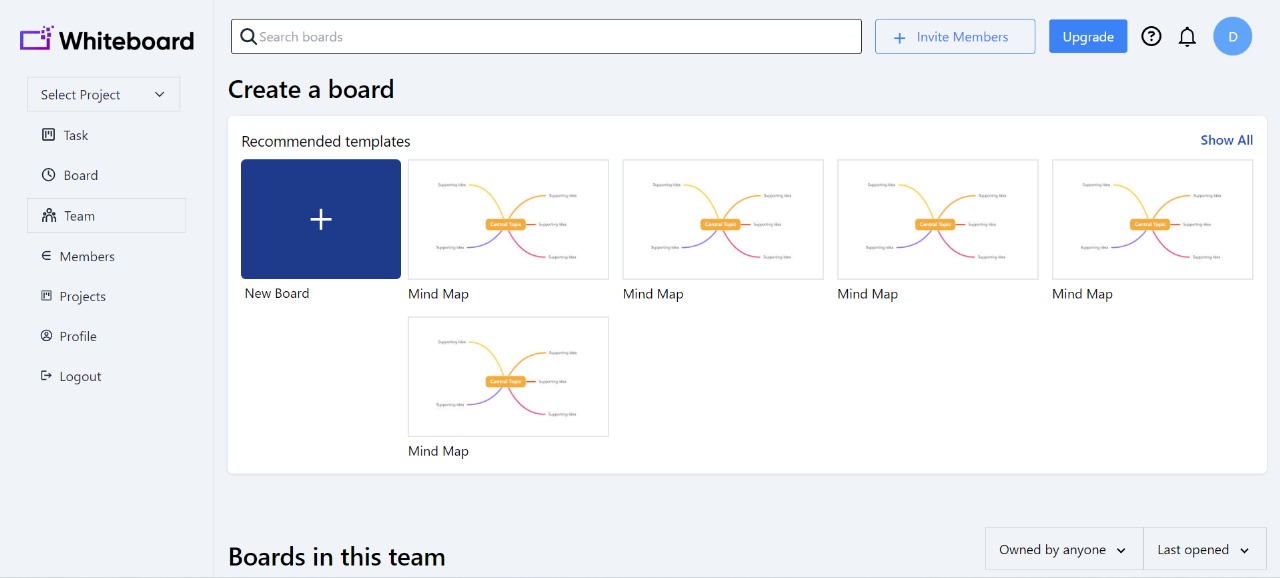 Whiteboard
Search boards
+ Invite Members
Upgrade
D
Select Project
Task
Board
Team
Members
Projects
Profile
Logout
Create a board
Recommended templates
Show All
New Board
Supporting Idea
Supporting Idea
Central Topic
Supporting Idea
Supporting Idea
Supporting Idea
Mind Map
Supporting Idea
Supporting Idea
Central Topic
Supporting Idea
Supporting Idea
Supporting Idea
Mind Map
Supporting Idea
Supporting Idea
Central Topic
Supporting Idea
Supporting Idea
Supporting Idea
Mind Map
Supporting Idea
Supporting Idea
Central Topic
Supporting Idea
Supporting Idea
Supporting Idea
Mind Map
Supporting Idea
Supporting Idea
Central Topic
Supporting Idea
Supporting Idea
Supporting Idea
Mind Map
Boards in this team
Owned by anyone
Last opened